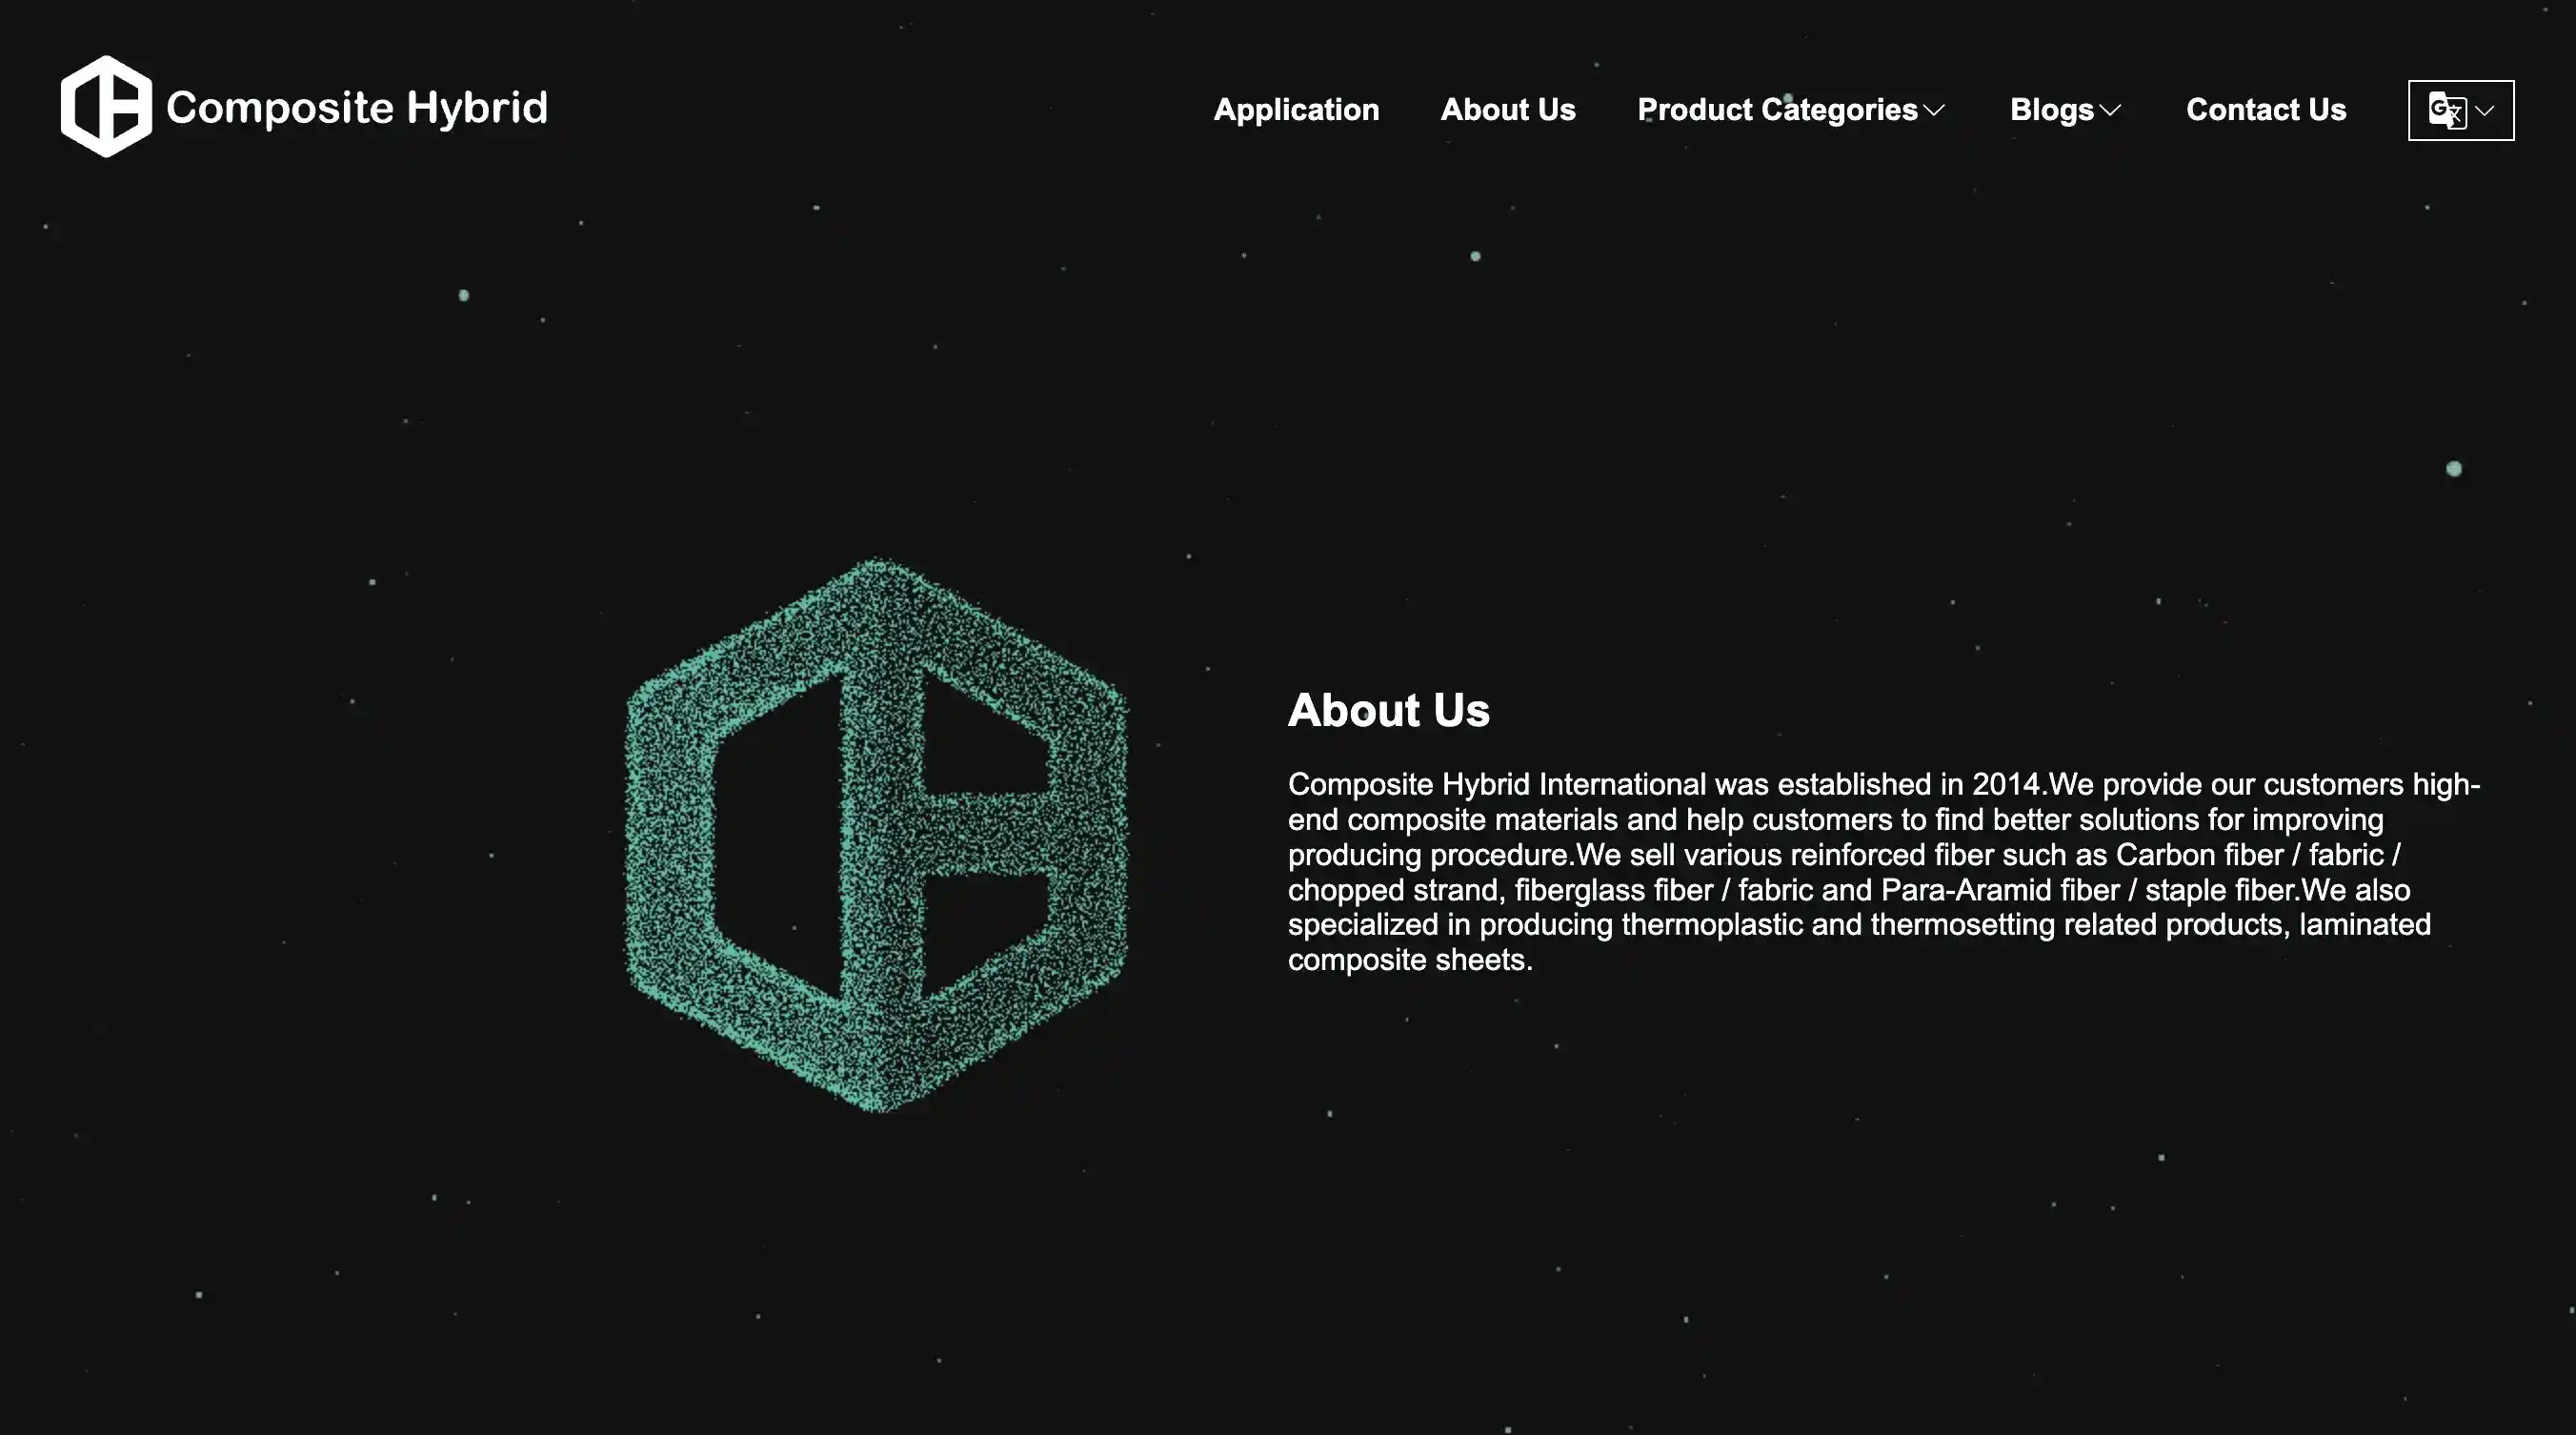 Composite Hybrid
Application
About Us
Product Categories
Blogs
Contact Us
About Us
Composite Hybrid International was established in 2014.We provide our customers high-
end composite materials and help customers to find better solutions for improving
producing procedure.We sell various reinforced fiber such as Carbon fiber / fabric /
chopped strand, fiberglass fiber / fabric and Para-Aramid fiber / staple fiber.We also
specialized in producing thermoplastic and thermosetting related products, laminated
composite sheets.